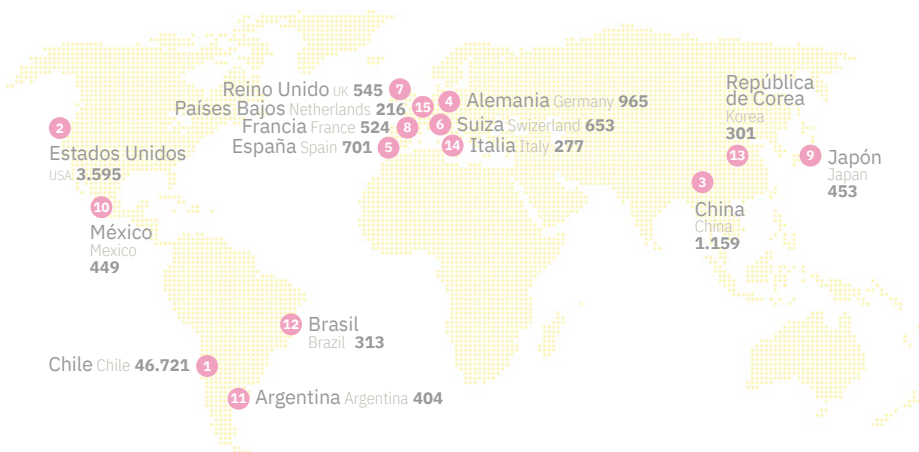 Reino Unido UK 545 7
Países Bajos Netherlands 216 15
Francia France 524 8
España Spain 701 5
4 Alemania Germany 965
6 Suiza Swizerland 653
14 Italia Italy 277
República
de Corea
Korea
301
13
9 Japón
Japan
453
2
Estados Unidos
USA 3.595
3
China
China
1.159
10
México
Mexico
449
12 Brasil
Brazil 313
Chile Chile 46.721 1
11 Argentina Argentina 404